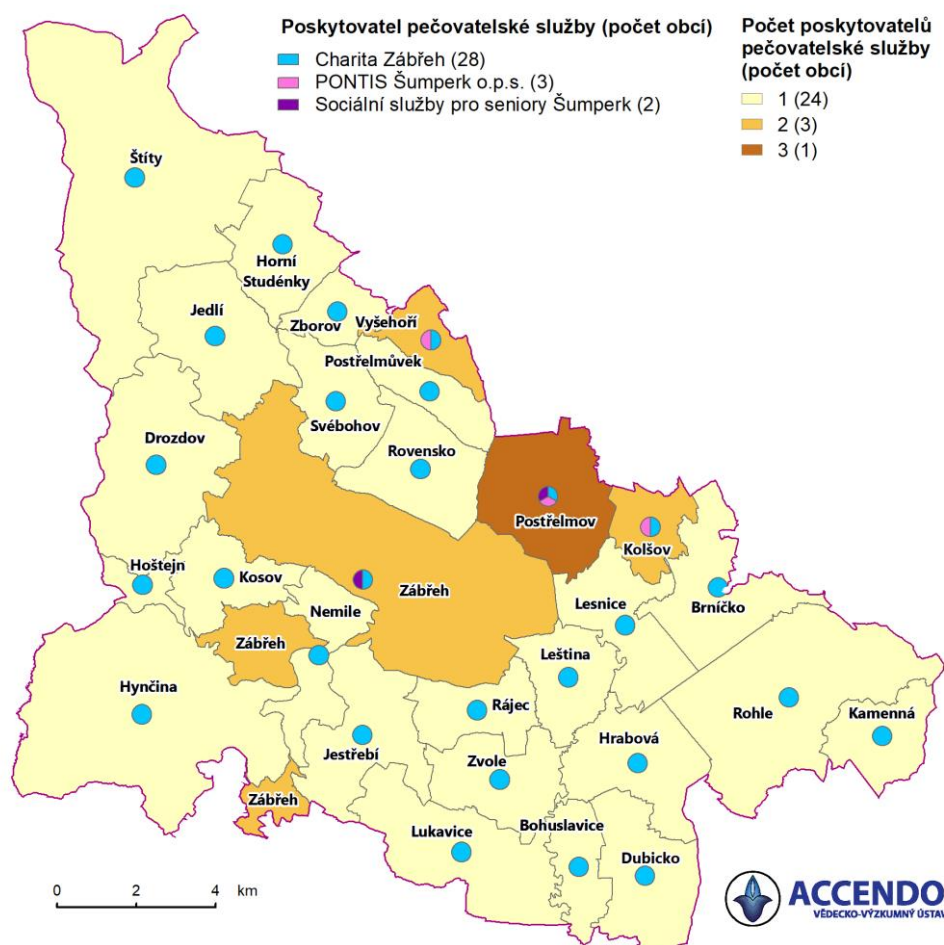 Poskytovatel pečovatelské služby (počet obcí)
Charita Zábřeh (28)
PONTIS Šumperk o.p.s. (3)
Sociální služby pro seniory Šumperk (2)
Počet poskytovatelů
pečovatelské služby
(počet obcí)
1 (24)
2 (3)
3 (1)
Štíty
Horní
Studénky
Jedlí
Zborov
Vyšehoří
Postřelmůvek
Svébohov
Drozdov
Rovensko
Postřelmov
Kolšov
Hoštejn
Kosov
Zábřeh
Nemile
Lesnice
Brníčko
Zábřeh
Leština
Hynčina
Rájec
Rohle
Kamenná
Jestřebí
Zvole
Hrabová
Zábřeh
Lukavice
Bohuslavice
Dubicko
0 2 4 km
ACCENDO
VĚDECKO-VÝZKUMNÝ ÚSTAV